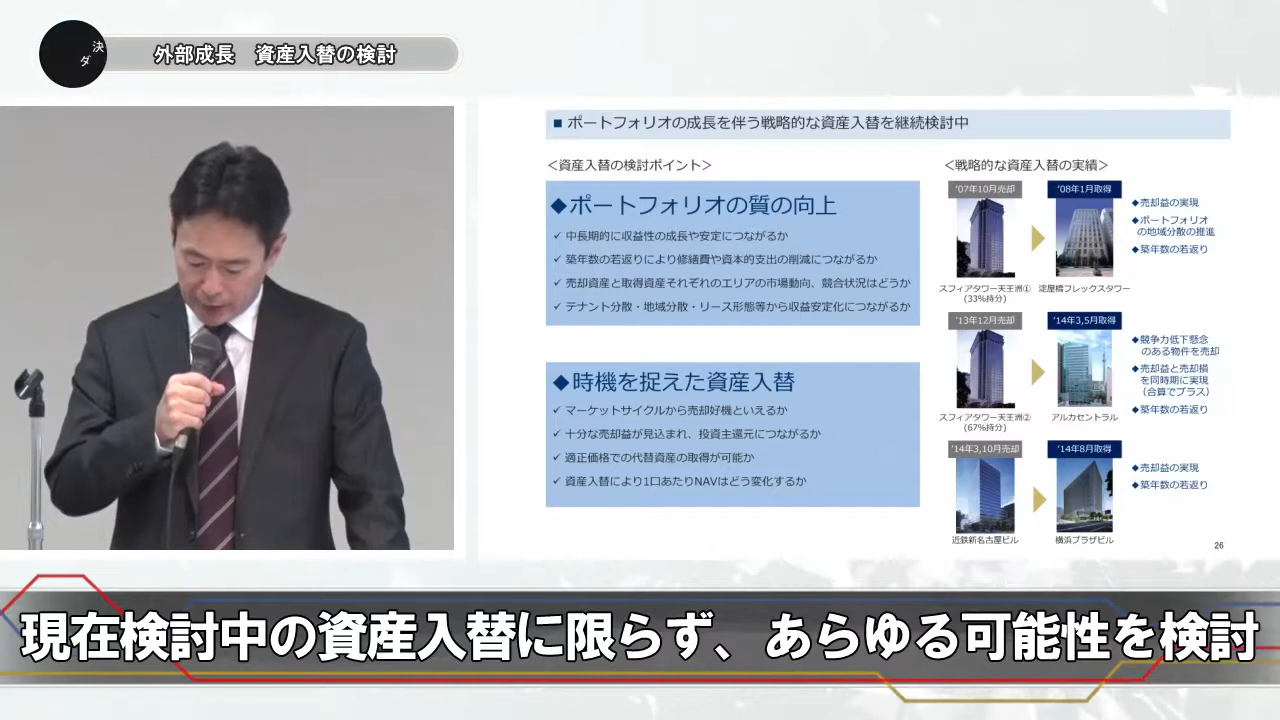 決
ダ
外部成長　資産入替の検討
■ ポートフォリオの成長を伴う戦略的な資産入替を継続検討中
＜資産入替の検討ポイント＞
◆ポートフォリオの質の向上
✓ 中長期的に収益性の成長や安定につながるか
✓ 築年数の若返りにより修繕費や資本的支出の削減につながるか
✓ 売却資産と取得資産それぞれのエリアの市場動向、競合状況はどうか
✓ テナント分散・地域分散・リース形態等から収益安定化につながるか
◆時機を捉えた資産入替
✓ マーケットサイクルから売却好機といえるか
✓ 十分な売却益が見込まれ、投資主還元につながるか
✓ 適正価格での代替資産の取得が可能か
✓ 資産入替により1口あたりNAVはどう変化するか
＜戦略的な資産入替の実績＞
'07年10月売却
'08年1月取得
スフィアタワー天王洲①
(33%持分)
淀屋橋フレックスタワー
◆売却益の実現
◆ポートフォリオ
の地域分散の推進
◆築年数の若返り
'13年12月売却
'14年3,5月取得
スフィアタワー天王洲②
(67%持分)
アルカセントラル
◆競争力低下懸念
のある物件を売却
◆売却益と売却損
を同時期に実現
（合算でプラス）
◆築年数の若返り
'14年3,10月売却
'14年8月取得
近鉄新名古屋ビル
横浜プラザビル
◆売却益の実現
◆築年数の若返り
26
現在検討中の資産入替に限らず、あらゆる可能性を検討